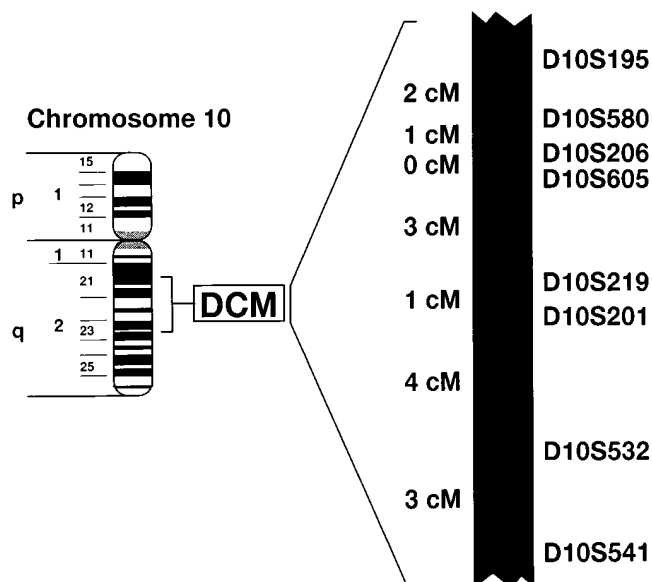 Chromosome 10
p
1
15
12
11
q
1
11
2
21
23
25
DCM
2 cM
1 cM
0 cM
3 cM
1 cM
4 cM
3 cM
D10S195
D10S580
D10S206
D10S605
D10S219
D10S201
D10S532
D10S541